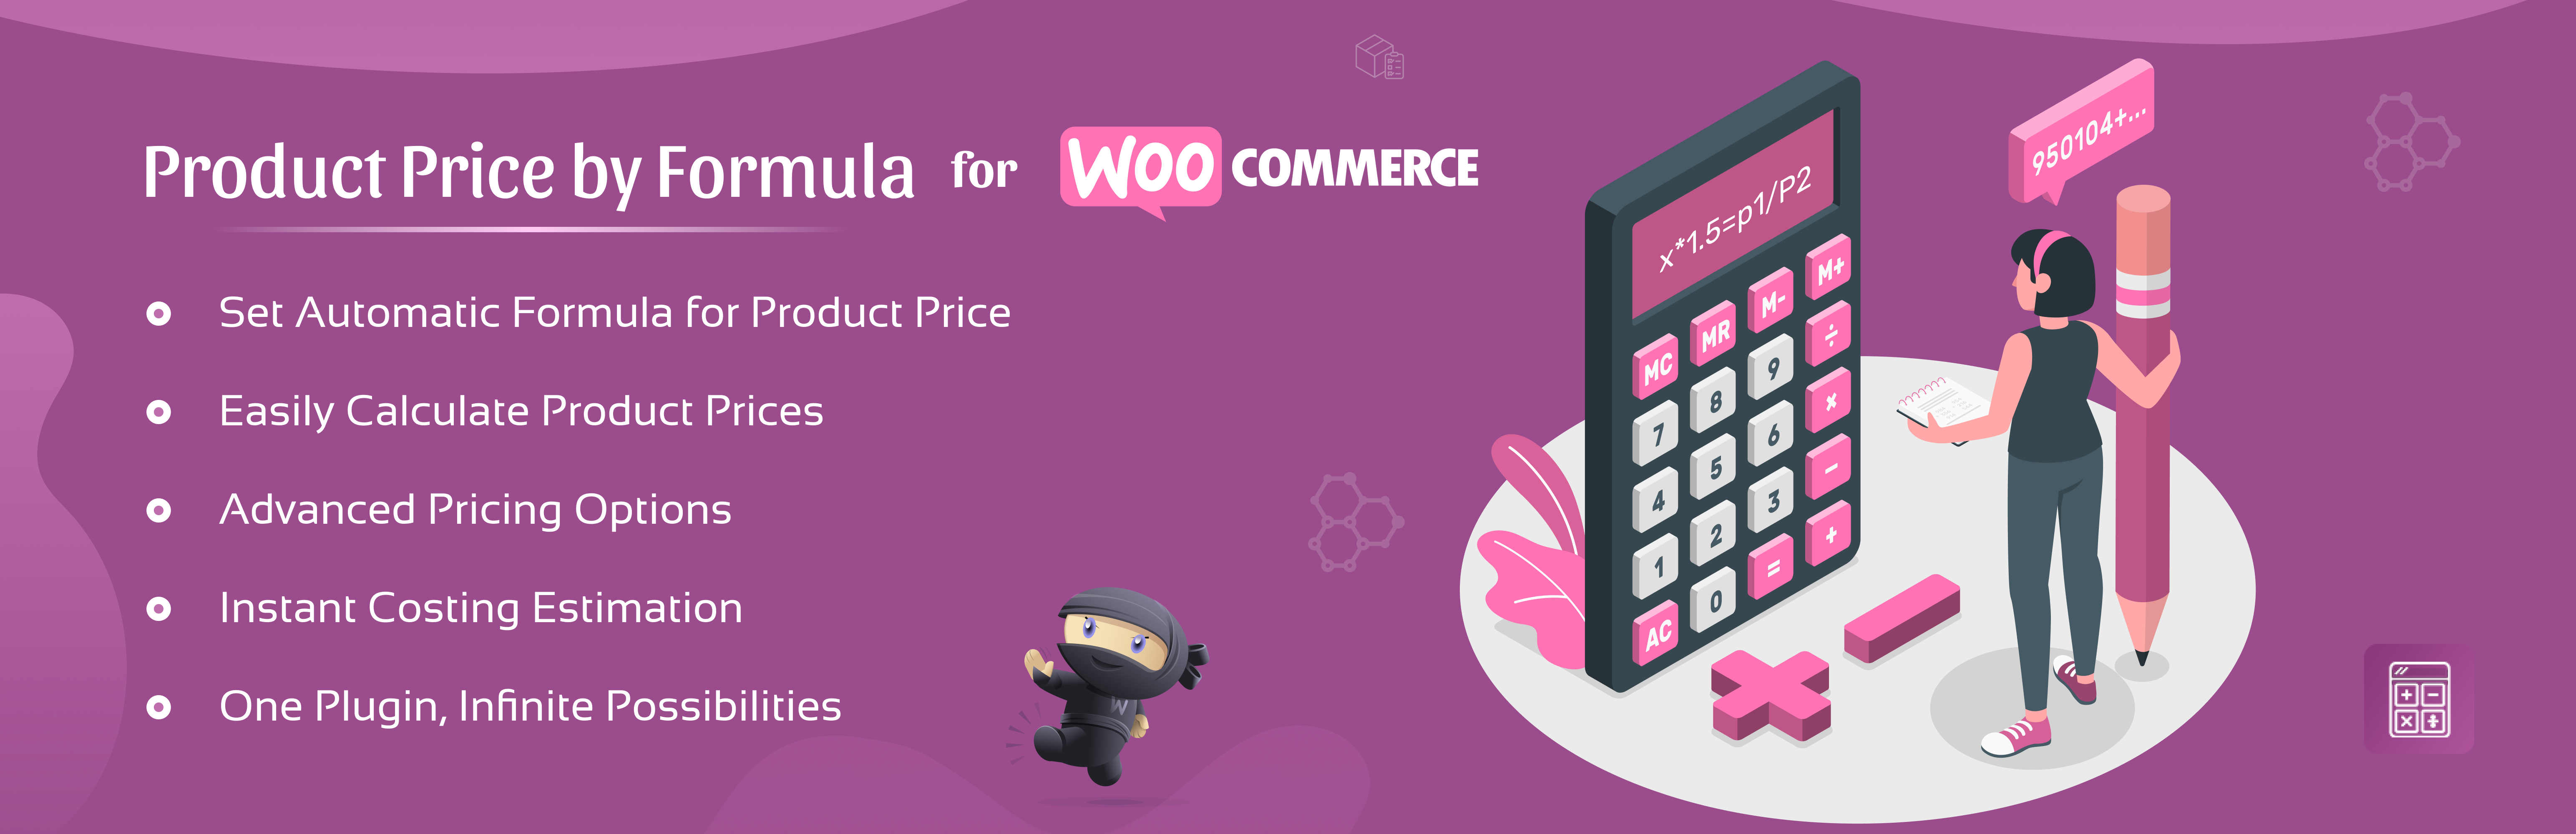 Product Price by Formula for WOO COMMERCE
Set Automatic Formula for Product Price
Easily Calculate Product Prices
Advanced Pricing Options
Instant Costing Estimation
One Plugin, Infinite Possibilities
W
x*1.5=p1/P2
MC MR M- M+
7 8 9 ÷
4 5 6 ×
1 2 3 −
AC 0 = +
950104+...
+ −
× ÷